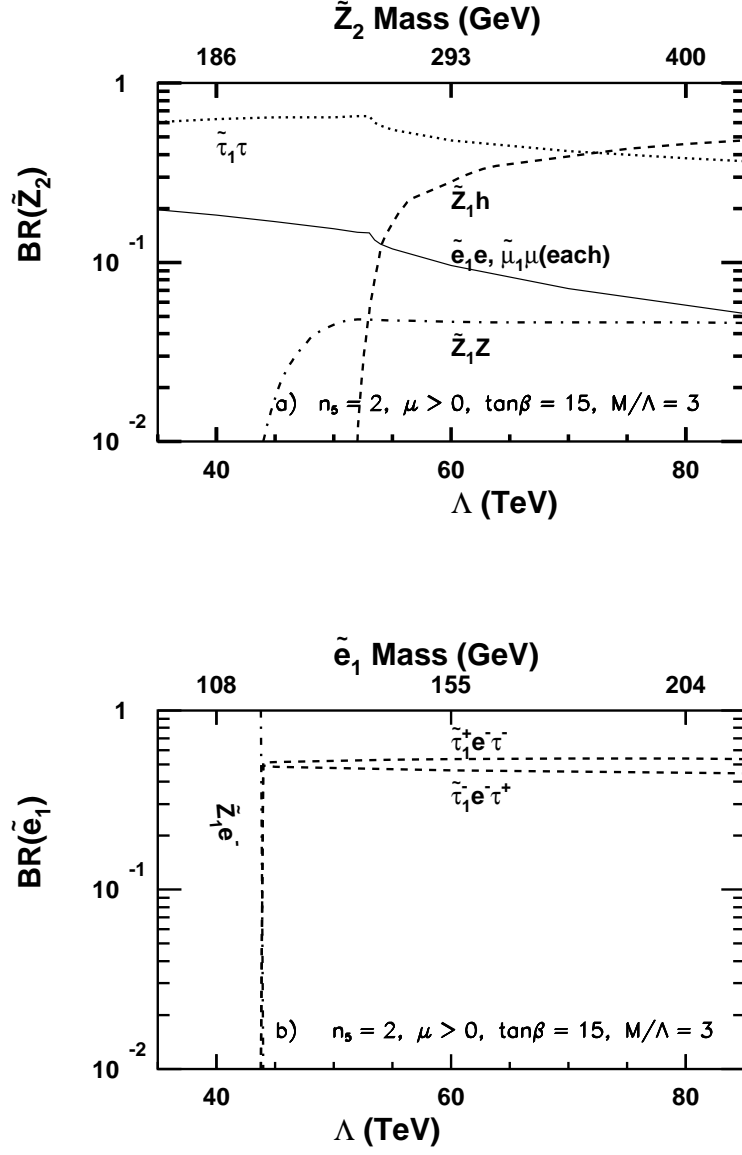 Z̃₂ Mass (GeV)
186 293 400
1
τ̃₁τ
Z̃₁h
BR(Z̃₂)
10⁻¹
ẽ₁e, μ̃₁μ(each)
Z̃₁Z
a) n₅ = 2, μ > 0, tanβ = 15, M/Λ = 3
10⁻²
40 60 80
Λ (TeV)
ẽ₁ Mass (GeV)
108 155 204
1
τ̃₁⁺e⁻τ⁻
τ̃₁⁻e⁻τ⁺
Z̃₁e⁻
BR(ẽ₁)
10⁻¹
b) n₅ = 2, μ > 0, tanβ = 15, M/Λ = 3
10⁻²
40 60 80
Λ (TeV)